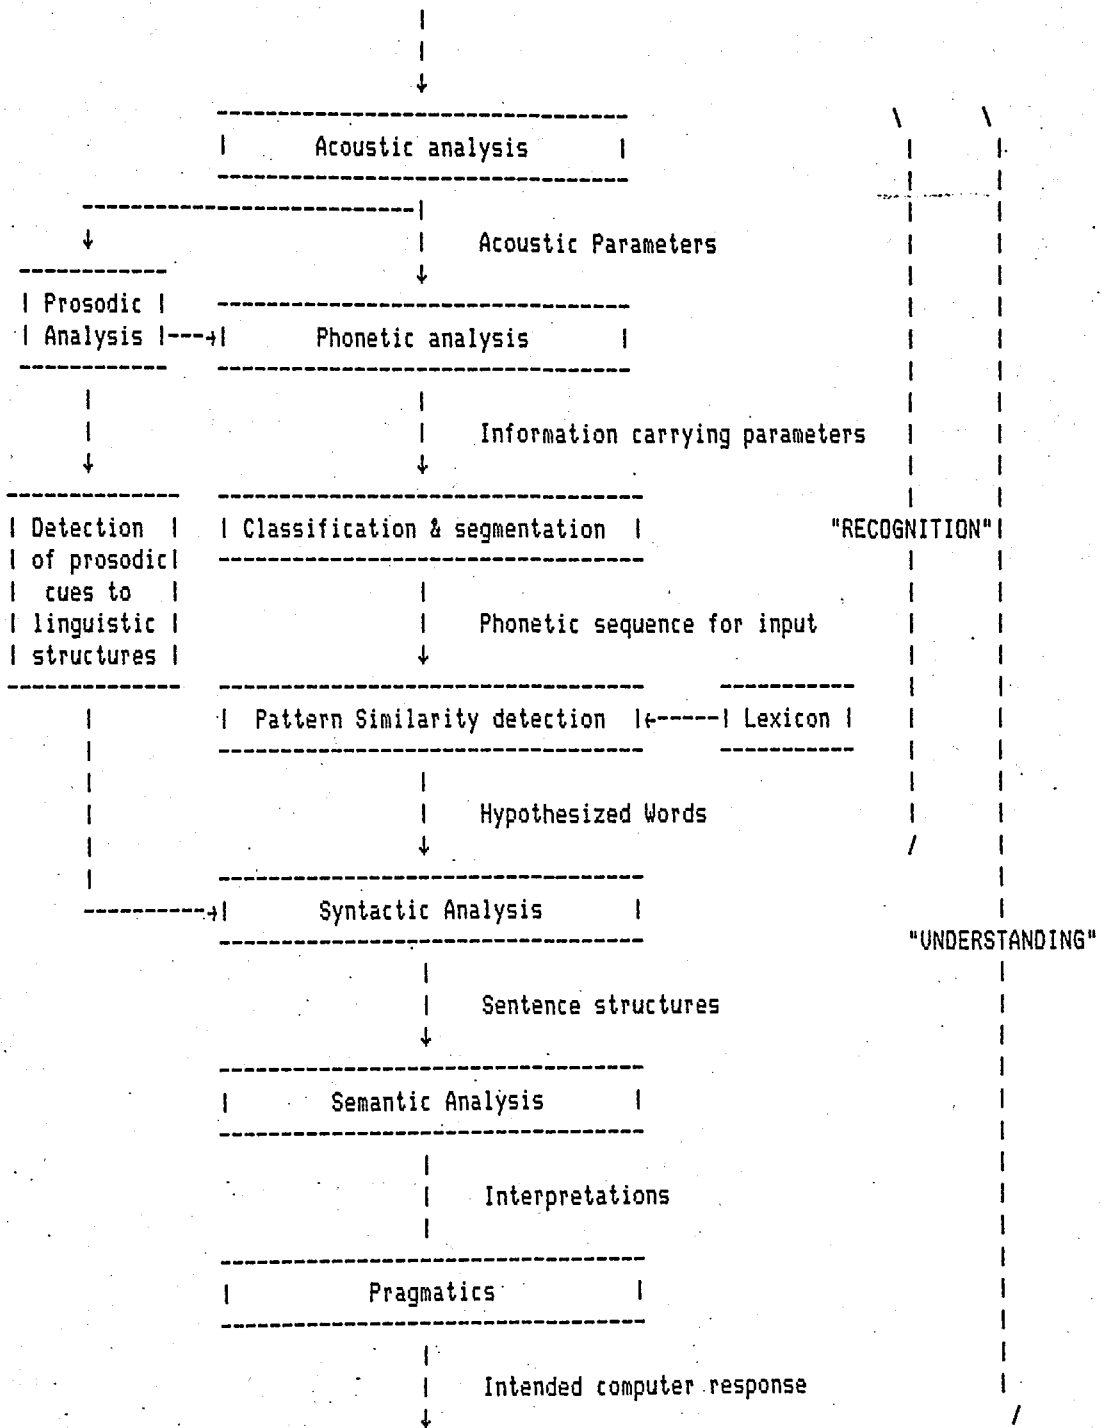 Acoustic analysis
Acoustic Parameters
Prosodic
Analysis
Phonetic analysis
Information carrying parameters
Detection
of prosodic
cues to
linguistic
structures
Classification & segmentation
"RECOGNITION"
Phonetic sequence for input
Pattern Similarity detection
Lexicon
Hypothesized Words
Syntactic Analysis
"UNDERSTANDING"
Sentence structures
Semantic Analysis
Interpretations
Pragmatics
Intended computer response